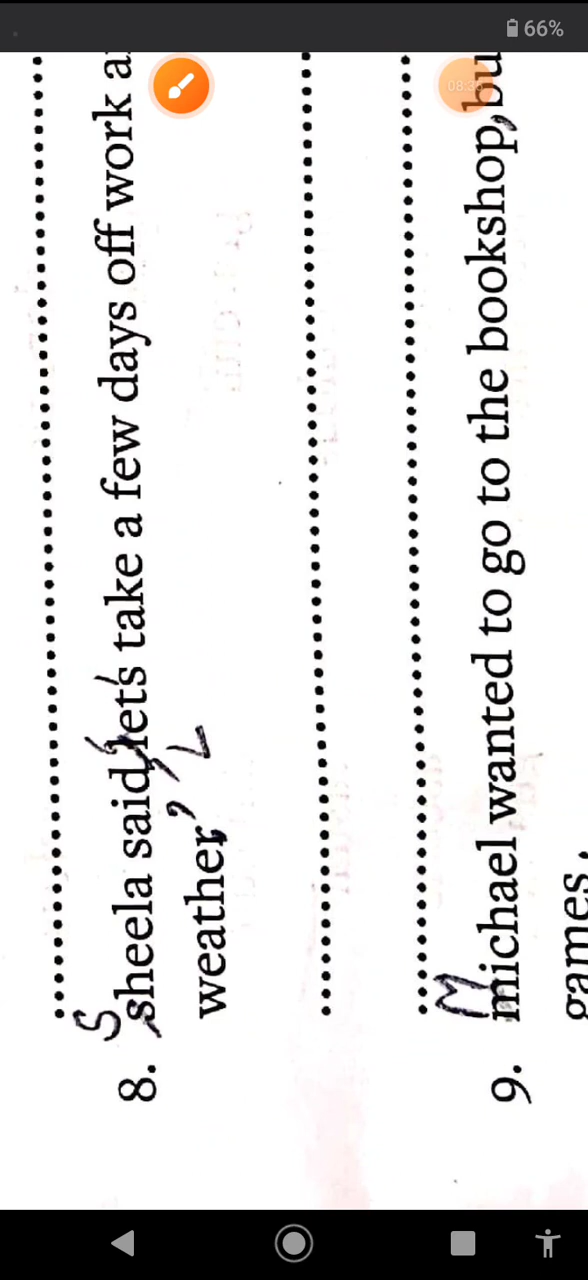 66%
S
8. sheela said, ‘let's take a few days off work a
weather’ L
M
9. michael wanted to go to the bookshop, bu
games.